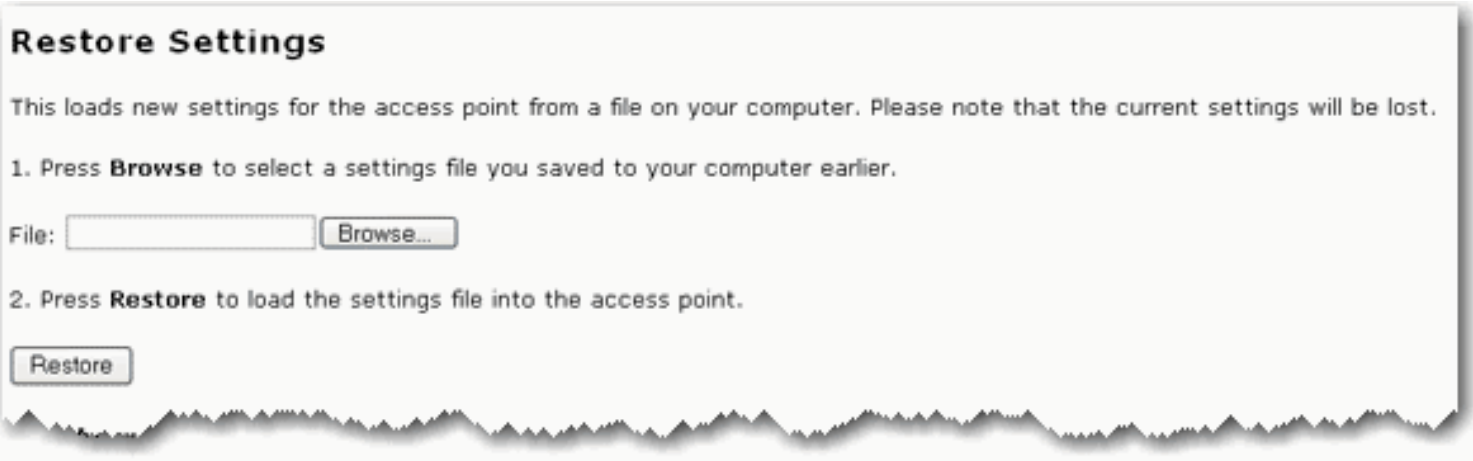 Restore Settings
This loads new settings for the access point from a file on your computer. Please note that the current settings will be lost.
1. Press Browse to select a settings file you saved to your computer earlier.
File: Browse...
2. Press Restore to load the settings file into the access point.
Restore